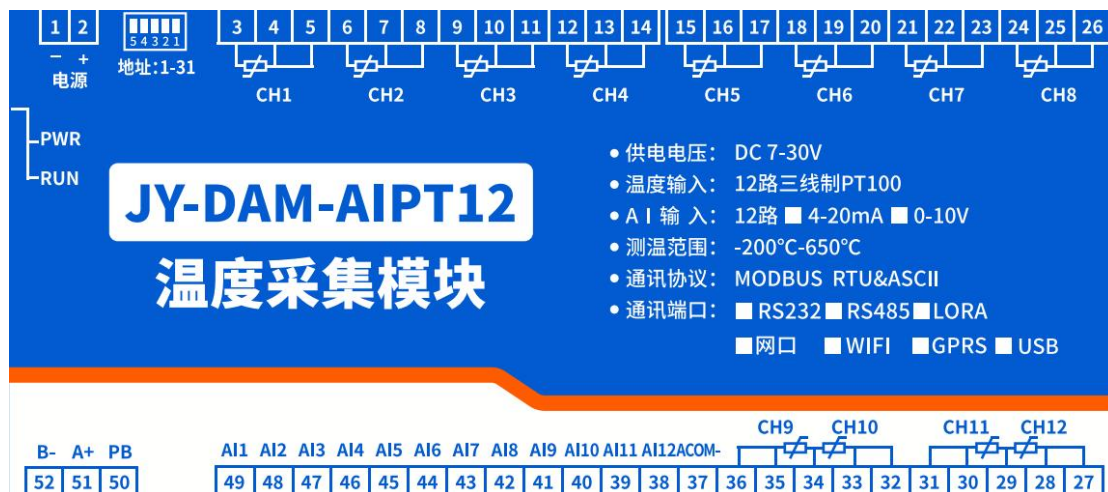 1 2
5 4 3 2 1
3 4 5 6 7 8 9 10 11 12 13 14 15 16 17 18 19 20 21 22 23 24 25 26
- +
电源
地址:1-31
CH1 CH2 CH3 CH4 CH5 CH6 CH7 CH8
PWR
RUN
JY-DAM-AIPT12
温度采集模块
● 供电电压: DC 7-30V
● 温度输入: 12路三线制PT100
● A I 输 入: 12路 ■ 4-20mA ■ 0-10V
● 测温范围: -200°C-650°C
● 通讯协议: MODBUS RTU&ASCII
● 通讯端口: ■ RS232 ■ RS485 ■ LORA
■ 网口 ■ WIFI ■ GPRS ■ USB
CH9 CH10 CH11 CH12
B- A+ PB
AI1 AI2 AI3 AI4 AI5 AI6 AI7 AI8 AI9 AI10 AI11 AI12 ACOM-
52 51 50
49 48 47 46 45 44 43 42 41 40 39 38 37 36 35 34 33 32 31 30 29 28 27